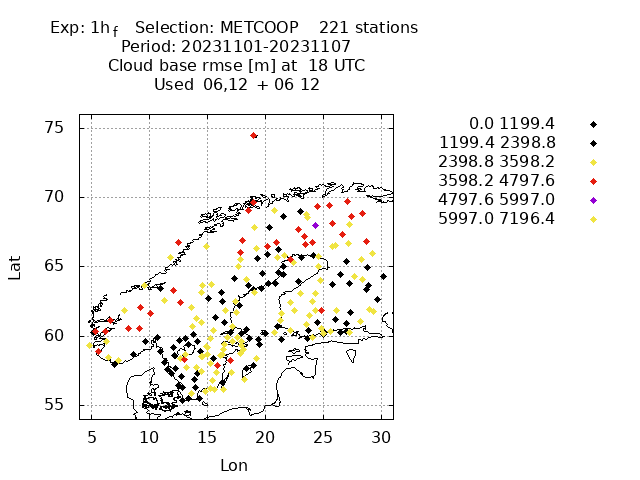 Exp: 1h_f Selection: METCOOP 221 stations
Period: 20231101-20231107
Cloud base rmse [m] at 18 UTC
Used 06,12 + 06 12
0.0 1199.4
1199.4 2398.8
2398.8 3598.2
3598.2 4797.6
4797.6 5997.0
5997.0 7196.4
75
70
65
60
55
Lat
5 10 15 20 25 30
Lon